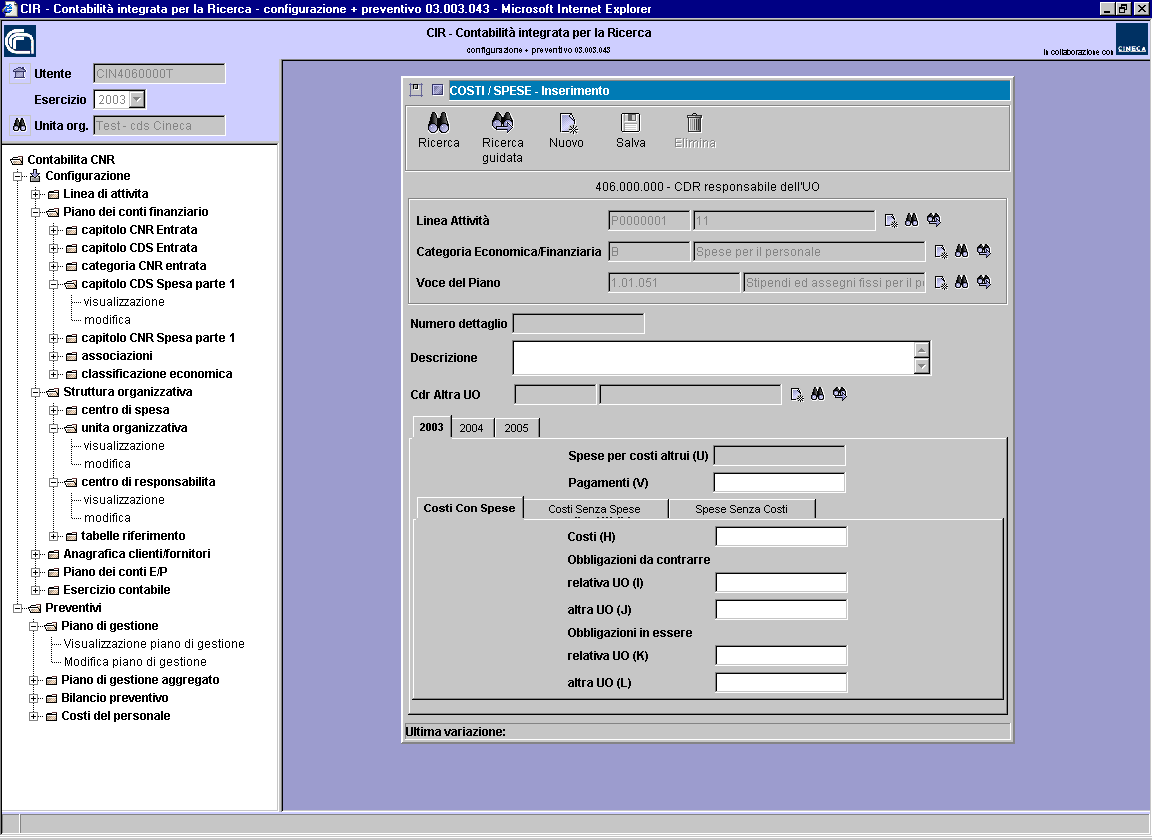 CIR - Contabilità integrata per la Ricerca - configurazione + preventivo 03.003.043 - Microsoft Internet Explorer
CIR - Contabilità integrata per la Ricerca
configurazione + preventivo 03.003.043
In collaborazione con CINECA
Utente CIN4060000T
Esercizio 2003
Unita org. Test - cds Cineca
Contabilita CNR
Configurazione
Linea di attivita
Piano dei conti finanziario
capitolo CNR Entrata
capitolo CDS Entrata
categoria CNR entrata
capitolo CDS Spesa parte 1
visualizzazione
modifica
capitolo CNR Spesa parte 1
associazioni
classificazione economica
Struttura organizzativa
centro di spesa
unita organizzativa
visualizzazione
modifica
centro di responsabilita
visualizzazione
modifica
tabelle riferimento
Anagrafica clienti/fornitori
Piano dei conti E/P
Esercizio contabile
Preventivi
Piano di gestione
Visualizzazione piano di gestione
Modifica piano di gestione
Piano di gestione aggregato
Bilancio preventivo
Costi del personale
COSTI / SPESE - Inserimento
Ricerca
Ricerca guidata
Nuovo
Salva
Elimina
406.000.000 - CDR responsabile dell'UO
Linea Attività P0000001 11
Categoria Economica/Finanziaria B Spese per il personale
Voce del Piano 1.01.051 Stipendi ed assegni fissi per il p
Numero dettaglio
Descrizione
Cdr Altra UO
2003 2004 2005
Spese per costi altrui (U)
Pagamenti (V)
Costi Con Spese Costi Senza Spese Spese Senza Costi
Costi (H)
Obbligazioni da contrarre
relativa UO (I)
altra UO (J)
Obbligazioni in essere
relativa UO (K)
altra UO (L)
Ultima variazione: